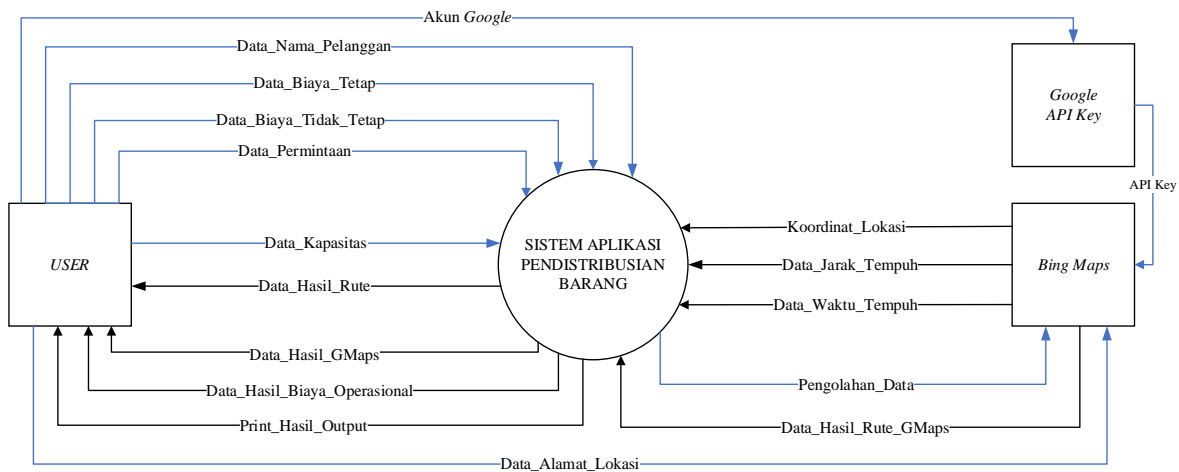 Akun Google
Data_Nama_Pelanggan
Data_Biaya_Tetap
Data_Biaya_Tidak_Tetap
Data_Permintaan
Google
API Key
API Key
USER
Data_Kapasitas
Data_Hasil_Rute
SISTEM APLIKASI
PENDISTRIBUSIAN
BARANG
Koordinat_Lokasi
Data_Jarak_Tempuh
Data_Waktu_Tempuh
Bing Maps
Data_Hasil_GMaps
Data_Hasil_Biaya_Operasional
Print_Hasil_Output
Pengolahan_Data
Data_Hasil_Rute_GMaps
Data_Alamat_Lokasi